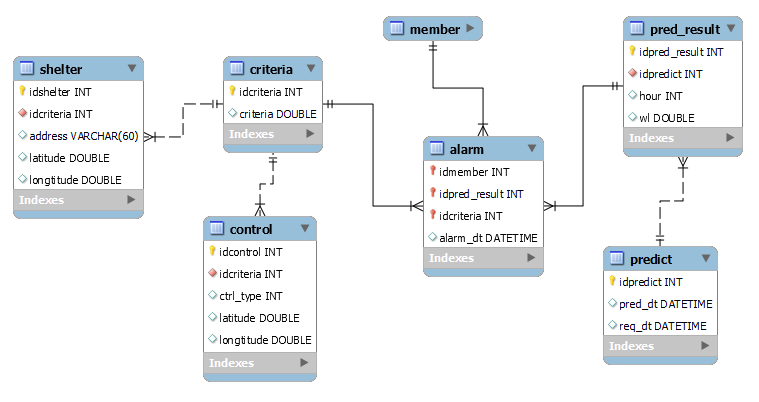 member
pred_result
idpred_result INT
idpredict INT
hour INT
wl DOUBLE
Indexes
shelter
idshelter INT
idcriteria INT
address VARCHAR(60)
latitude DOUBLE
longtitude DOUBLE
Indexes
criteria
idcriteria INT
criteria DOUBLE
Indexes
alarm
idmember INT
idpred_result INT
idcriteria INT
alarm_dt DATETIME
Indexes
control
idcontrol INT
idcriteria INT
ctrl_type INT
latitude DOUBLE
longtitude DOUBLE
Indexes
predict
idpredict INT
pred_dt DATETIME
req_dt DATETIME
Indexes